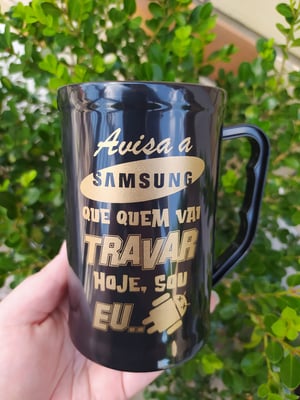 Avisa a
SAMSUNG
QUE QUEM VAI
TRAVAR
HOJE, SOU
EU...